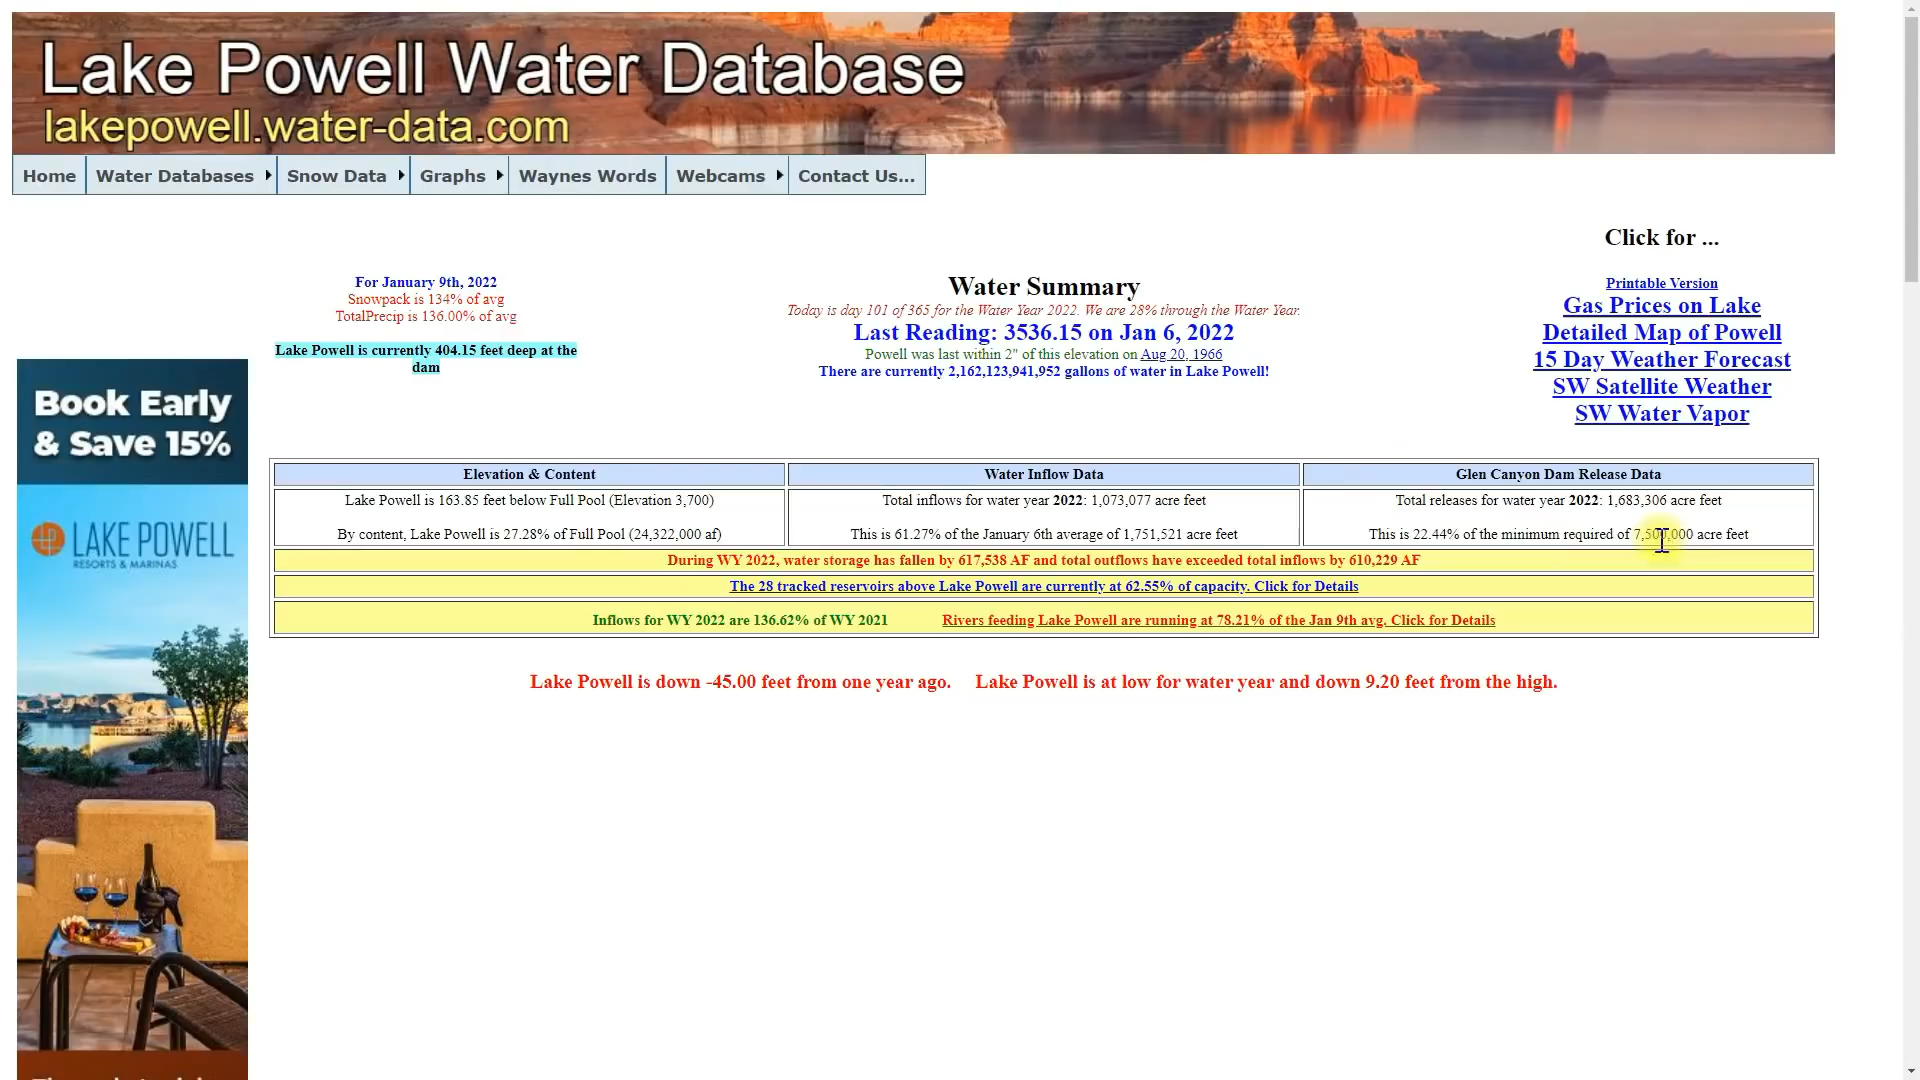 Lake Powell Water Database
lakepowell.water-data.com
Home
Water Databases
Snow Data
Graphs
Waynes Words
Webcams
Contact Us...
Click for ...
For January 9th, 2022
Snowpack is 134% of avg
TotalPrecip is 136.00% of avg
Lake Powell is currently 404.15 feet deep at the
dam
Water Summary
Today is day 101 of 365 for the Water Year 2022. We are 28% through the Water Year.
Last Reading: 3536.15 on Jan 6, 2022
Powell was last within 2" of this elevation on Aug 20, 1966
There are currently 2,162,123,941,952 gallons of water in Lake Powell!
Printable Version
Gas Prices on Lake
Detailed Map of Powell
15 Day Weather Forecast
SW Satellite Weather
SW Water Vapor
Book Early
& Save 15%
LAKE POWELL
RESORTS & MARINAS
Elevation & Content
Water Inflow Data
Glen Canyon Dam Release Data
Lake Powell is 163.85 feet below Full Pool (Elevation 3,700)
Total inflows for water year 2022: 1,073,077 acre feet
Total releases for water year 2022: 1,683,306 acre feet
By content, Lake Powell is 27.28% of Full Pool (24,322,000 af)
This is 61.27% of the January 6th average of 1,751,521 acre feet
This is 22.44% of the minimum required of 7,500,000 acre feet
During WY 2022, water storage has fallen by 617,538 AF and total outflows have exceeded total inflows by 610,229 AF
The 28 tracked reservoirs above Lake Powell are currently at 62.55% of capacity. Click for Details
Inflows for WY 2022 are 136.62% of WY 2021
Rivers feeding Lake Powell are running at 78.21% of the Jan 9th avg. Click for Details
Lake Powell is down -45.00 feet from one year ago.
Lake Powell is at low for water year and down 9.20 feet from the high.